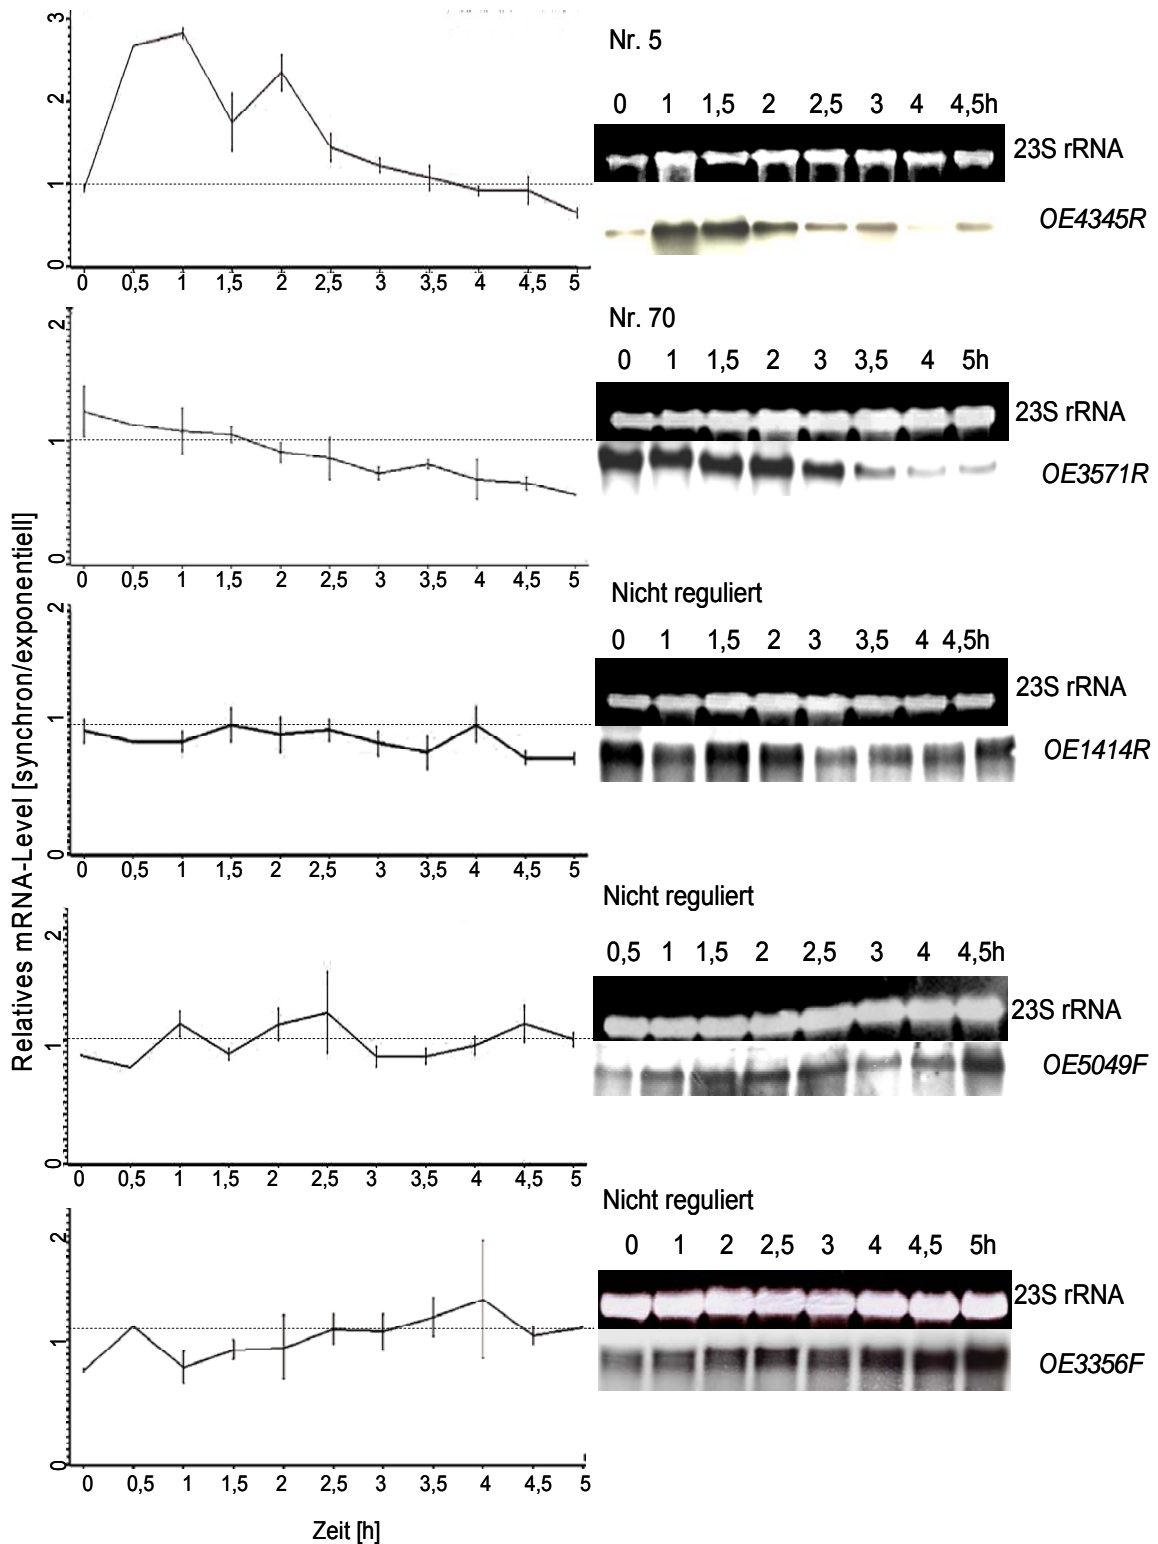 Relatives mRNA-Level [synchron/exponentiell]
3
2
1
0
0 0,5 1 1,5 2 2,5 3 3,5 4 4,5 5
Nr. 5
0 1 1,5 2 2,5 3 4 4,5h
23S rRNA
OE4345R
2
1
0
0 0,5 1 1,5 2 2,5 3 3,5 4 4,5 5
Nr. 70
0 1 1,5 2 3 3,5 4 5h
23S rRNA
OE3571R
2
1
0
0 0,5 1 1,5 2 2,5 3 3,5 4 4,5 5
Nicht reguliert
0 1 1,5 2 3 3,5 4 4,5h
23S rRNA
OE1414R
2
1
0
0 0,5 1 1,5 2 2,5 3 3,5 4 4,5 5
Nicht reguliert
0,5 1 1,5 2 2,5 3 4 4,5h
23S rRNA
OE5049F
2
1
0
0 0,5 1 1,5 2 2,5 3 3,5 4 4,5 5
Nicht reguliert
0 1 2 2,5 3 4 4,5 5h
23S rRNA
OE3356F
Zeit [h]